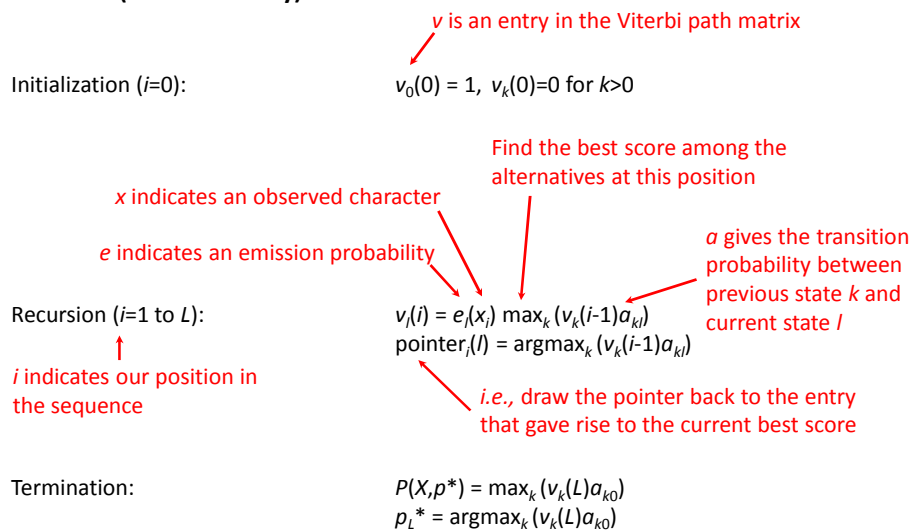 v is an entry in the Viterbi path matrix
Initialization (i=0): v₀(0) = 1, vₖ(0)=0 for k>0
Find the best score among the
alternatives at this position
x indicates an observed character
e indicates an emission probability
a gives the transition
probability between
previous state k and
current state l
Recursion (i=1 to L): vₗ(i) = eₗ(xᵢ) maxₖ (vₖ(i-1)aₖₗ)
pointerᵢ(l) = argmaxₖ (vₖ(i-1)aₖₗ)
i indicates our position in
the sequence
i.e., draw the pointer back to the entry
that gave rise to the current best score
Termination: P(X,p*) = maxₖ (vₖ(L)aₖ₀)
p_L* = argmaxₖ (vₖ(L)aₖ₀)